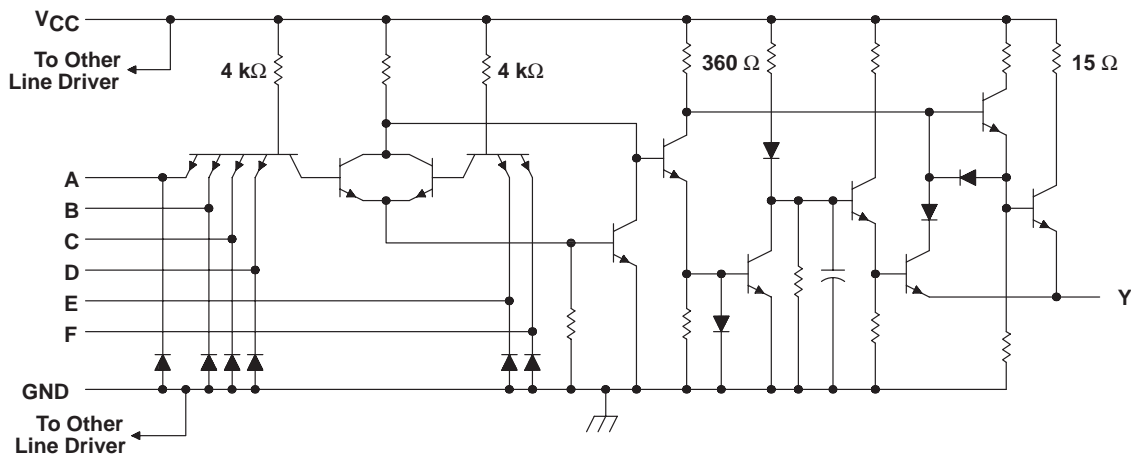 VCC
To Other
Line Driver
4 kΩ
4 kΩ
360 Ω
15 Ω
A
B
C
D
E
F
Y
GND
To Other
Line Driver